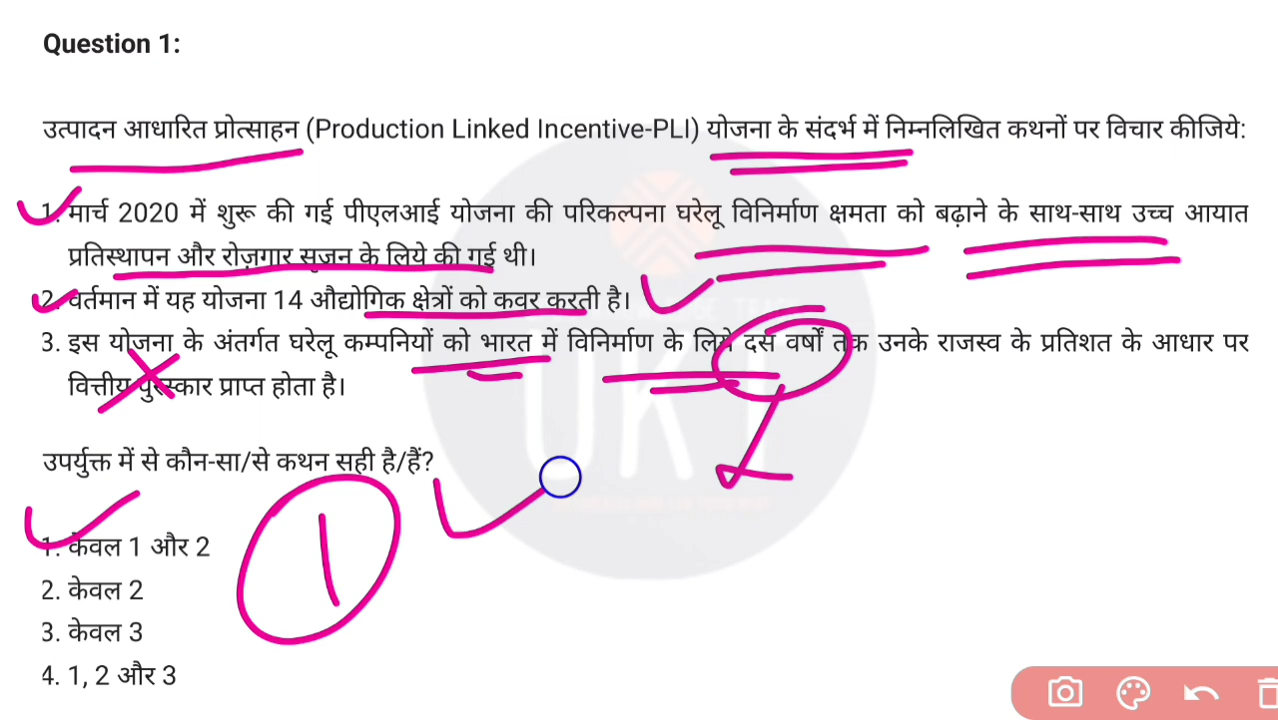 Question 1:
उत्पादन आधारित प्रोत्साहन (Production Linked Incentive-PLI) योजना के संदर्भ में निम्नलिखित कथनों पर विचार कीजिये:
1. मार्च 2020 में शुरू की गई पीएलआई योजना की परिकल्पना घरेलू विनिर्माण क्षमता को बढ़ाने के साथ-साथ उच्च आयात
प्रतिस्थापन और रोज़गार सृजन के लिये की गई थी।
2. वर्तमान में यह योजना 14 औद्योगिक क्षेत्रों को कवर करती है।
3. इस योजना के अंतर्गत घरेलू कम्पनियों को भारत में विनिर्माण के लिये दस वर्षों तक उनके राजस्व के प्रतिशत के आधार पर
वित्तीय पुरस्कार प्राप्त होता है।
उपर्युक्त में से कौन-सा/से कथन सही है/हैं?
1. केवल 1 और 2
1
2. केवल 2
3. केवल 3
4. 1, 2 और 3
UKT